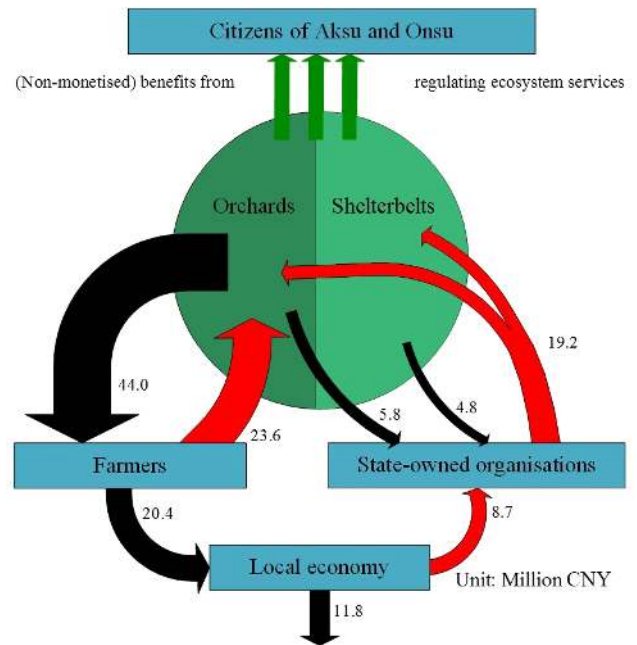 Citizens of Aksu and Onsu
(Non-monetised) benefits from
regulating ecosystem services
Orchards
Shelterbelts
19.2
44.0
5.8
4.8
23.6
Farmers
State-owned organisations
20.4
8.7
Local economy
Unit: Million CNY
11.8